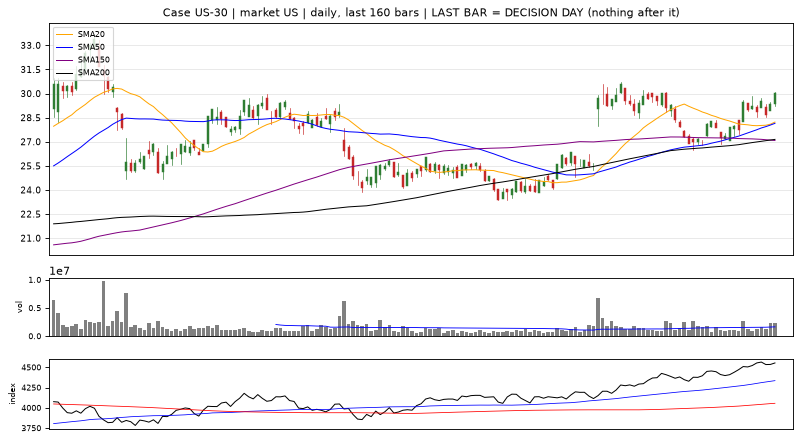 Case US-30 | market US | daily, last 160 bars | LAST BAR = DECISION DAY (nothing after it)
SMA20
SMA50
SMA150
SMA200
33.0
31.5
30.0
28.5
27.0
25.5
24.0
22.5
21.0
1e7
1.0
0.5
0.0
vol
4500
4250
4000
3750
index